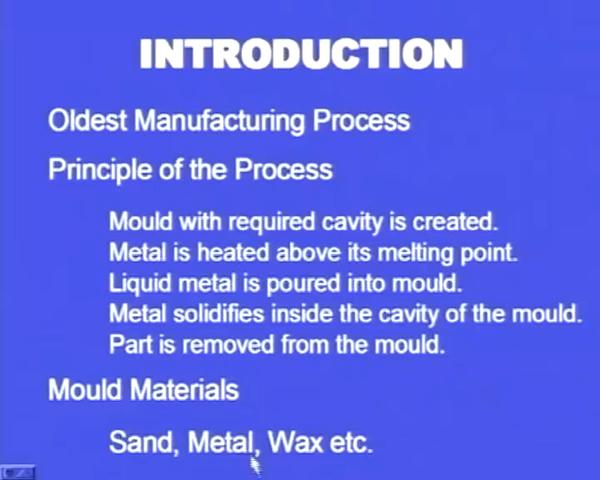 INTRODUCTION
Oldest Manufacturing Process
Principle of the Process
Mould with required cavity is created.
Metal is heated above its melting point.
Liquid metal is poured into mould.
Metal solidifies inside the cavity of the mould.
Part is removed from the mould.
Mould Materials
Sand, Metal, Wax etc.